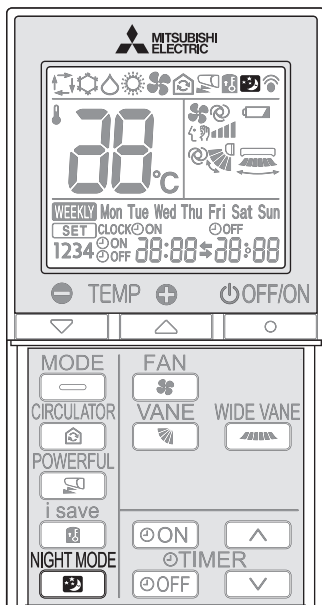 MITSUBISHI
ELECTRIC
88°C
WEEKLY Mon Tue Wed Thu Fri Sat Sun
SET CLOCK ON OFF
1234 ON OFF 88:88 88:88
TEMP OFF/ON
MODE FAN
CIRCULATOR VANE WIDE VANE
POWERFUL
i save
ON
NIGHT MODE TIMER
OFF